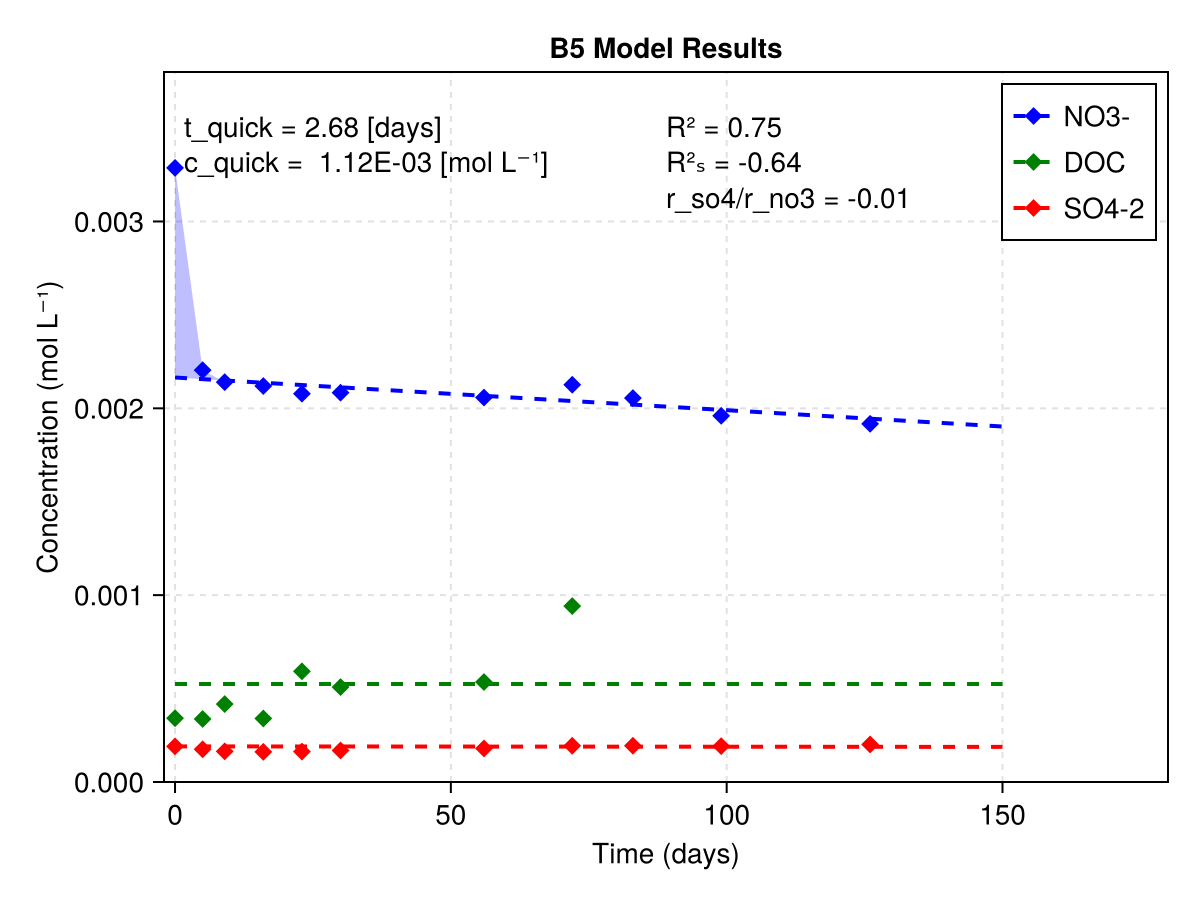 B5 Model Results
t_quick = 2.68 [days]
c_quick =  1.12E-03 [mol L⁻¹]
R² = 0.75
R²ₛ = -0.64
r_so4/r_no3 = -0.01
NO3-
DOC
SO4-2
Concentration (mol L⁻¹)
0.003
0.002
0.001
0.000
0
50
100
150
Time (days)